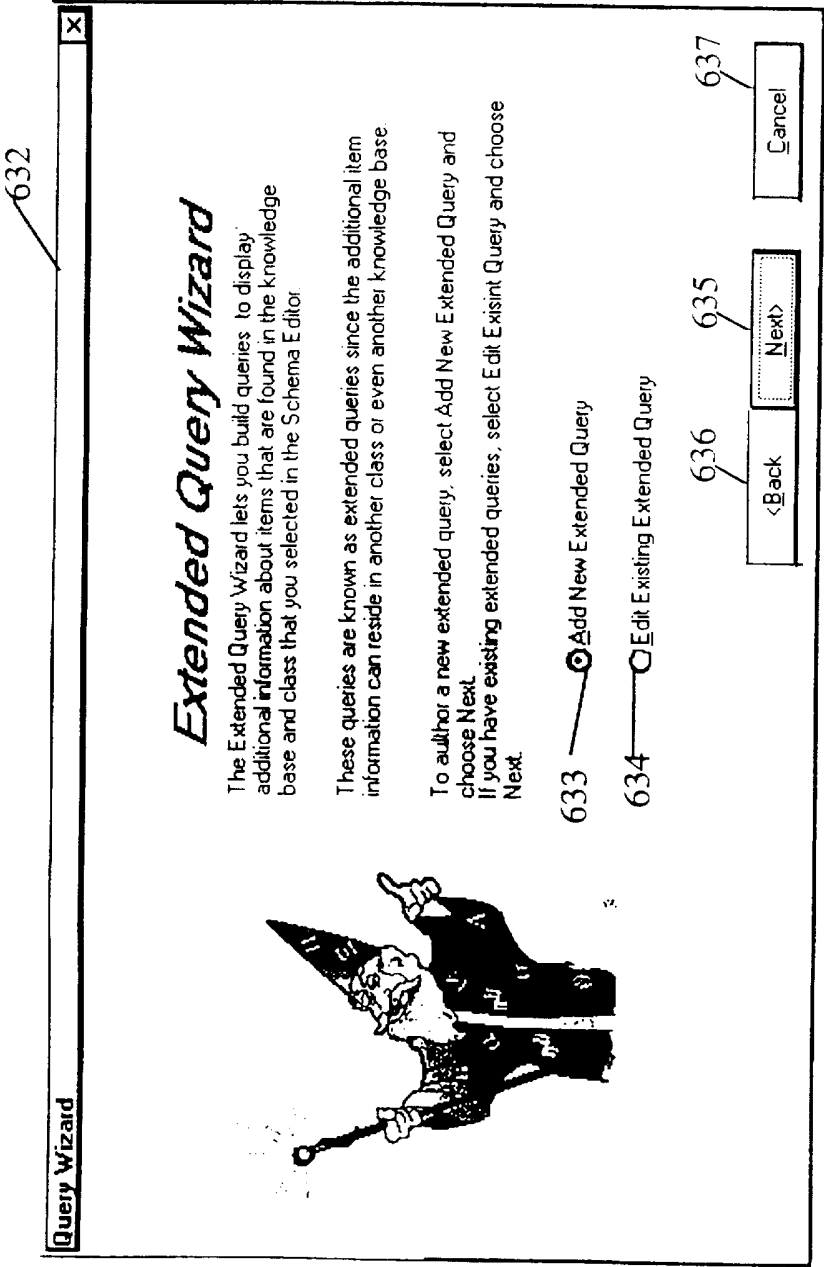 632
Query Wizard
Extended Query Wizard
The Extended Query Wizard lets you build queries to display
additional information about items that are found in the knowledge
base and class that you selected in the Schema Editor
These queries are known as extended queries since the additional item
information can reside in another class or even another knowledge base
To author a new extended query, select Add New Extended Query and
choose Next.
If you have existing extended queries, select Edit Exisint Query and choose
Next.
633
Add New Extended Query
634
Edit Existing Extended Query
636
635
637
<Back
Next>
Cancel